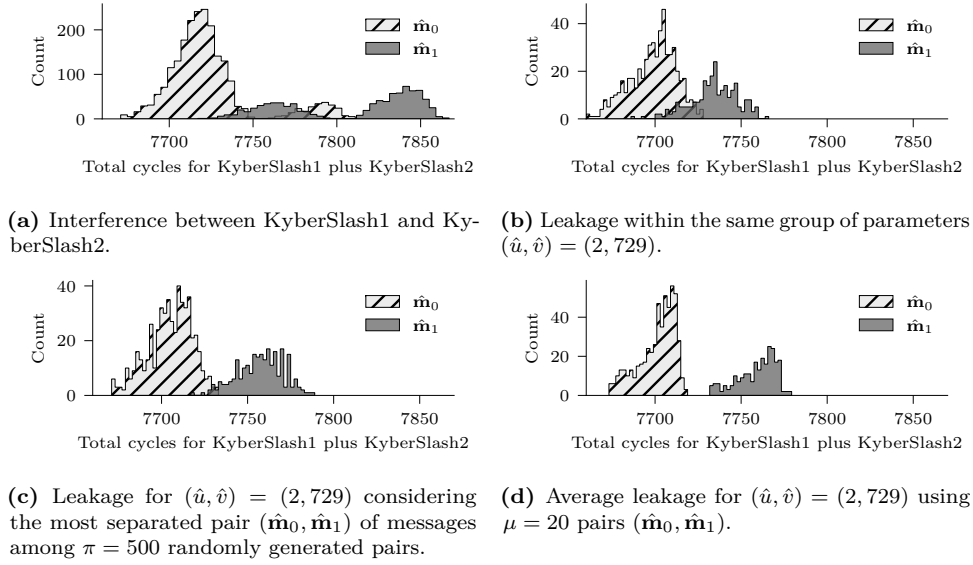 200
100
0
Count
m̂₀
m̂₁
7700 7750 7800 7850
Total cycles for KyberSlash1 plus KyberSlash2
40
20
0
Count
m̂₀
m̂₁
7700 7750 7800 7850
Total cycles for KyberSlash1 plus KyberSlash2
(a) Interference between KyberSlash1 and Ky-
berSlash2.
(b) Leakage within the same group of parameters
(û, v̂) = (2, 729).
40
20
0
Count
m̂₀
m̂₁
7700 7750 7800 7850
Total cycles for KyberSlash1 plus KyberSlash2
40
20
0
Count
m̂₀
m̂₁
7700 7750 7800 7850
Total cycles for KyberSlash1 plus KyberSlash2
(c) Leakage for (û, v̂) = (2, 729) considering
the most separated pair (m̂₀, m̂₁) of messages
among π = 500 randomly generated pairs.
(d) Average leakage for (û, v̂) = (2, 729) using
μ = 20 pairs (m̂₀, m̂₁).